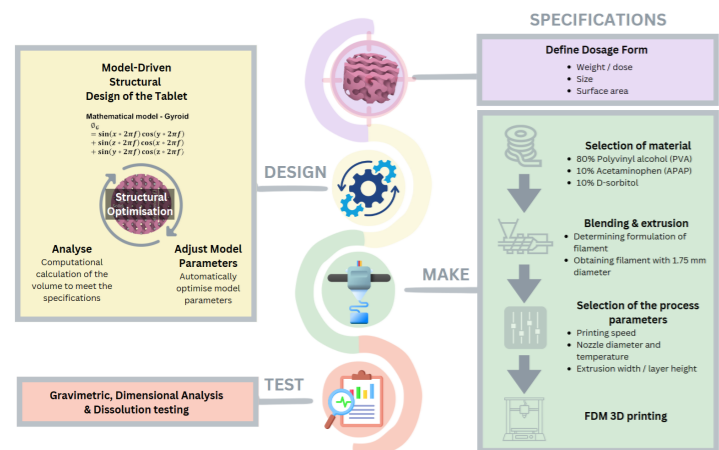 SPECIFICATIONS
Define Dosage Form
• Weight / dose
• Size
• Surface area
Model-Driven
Structural
Design of the Tablet
Mathematical model - Gyroid
∅G
= sin(x * 2πf) cos(y * 2πf)
+ sin(z * 2πf) cos(x * 2πf)
+ sin(y * 2πf) cos(z * 2πf)
Structural
Optimisation
Analyse
Computational
calculation of the
volume to meet the
specifications
Adjust Model
Parameters
Automatically
optimise model
parameters
DESIGN
MAKE
Selection of material
• 80% Polyvinyl alcohol (PVA)
• 10% Acetaminophen (APAP)
• 10% D-sorbitol
Blending & extrusion
• Determining formulation of
filament
• Obtaining filament with 1.75 mm
diameter
Selection of the process
parameters
• Printing speed
• Nozzle diameter and
temperature
• Extrusion width / layer height
FDM 3D printing
TEST
Gravimetric, Dimensional Analysis
& Dissolution testing